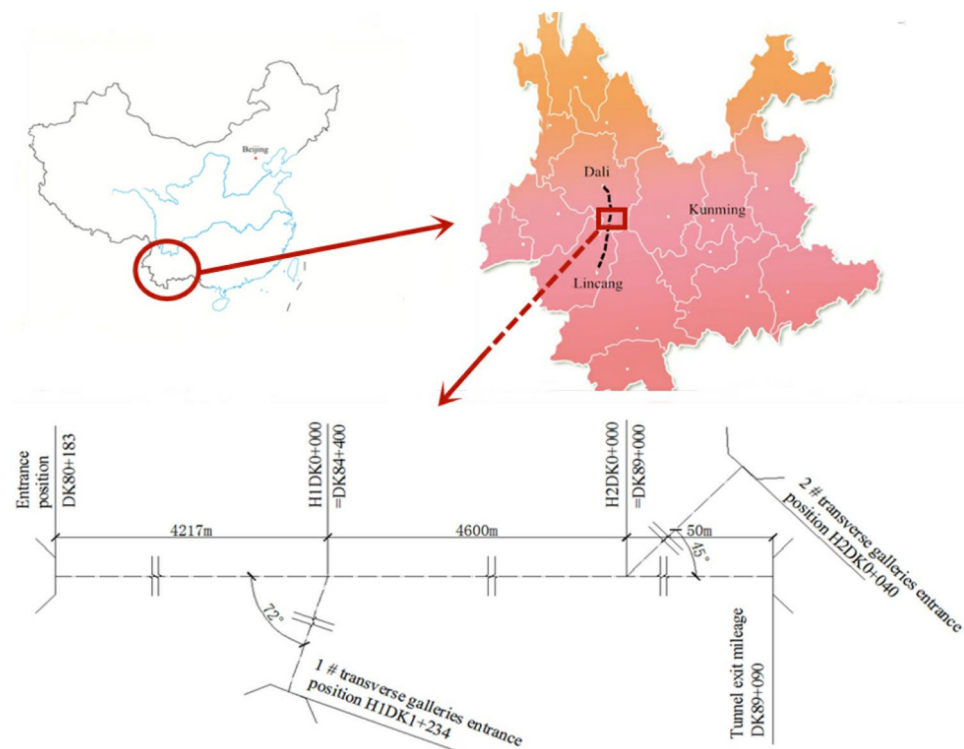 Beijing
Dali
Kunming
Lincang
Entrance
position
DK80+183
H1DK0+000
=DK84+400
H2DK0+000
=DK89+000
4217m
4600m
50m
72°
45°
1 # transverse galleries entrance
position H1DK1+234
2 # transverse galleries entrance
position H2DK0+040
Tunnel exit mileage
DK89+090